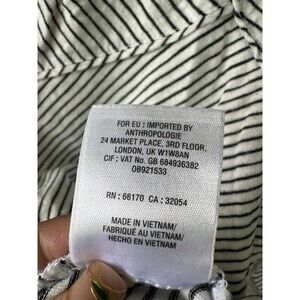 FOR EU : IMPORTED BY
ANTHROPOLOGIE
24 MARKET PLACE, 3RD FLOOR,
LONDON, UK W1W8AN
CIF : VAT No. GB 684936382
OB921533
RN : 66170 CA : 32054
MADE IN VIETNAM/
FABRIQUÉ AU VIETNAM/
HECHO EN VIETNAM